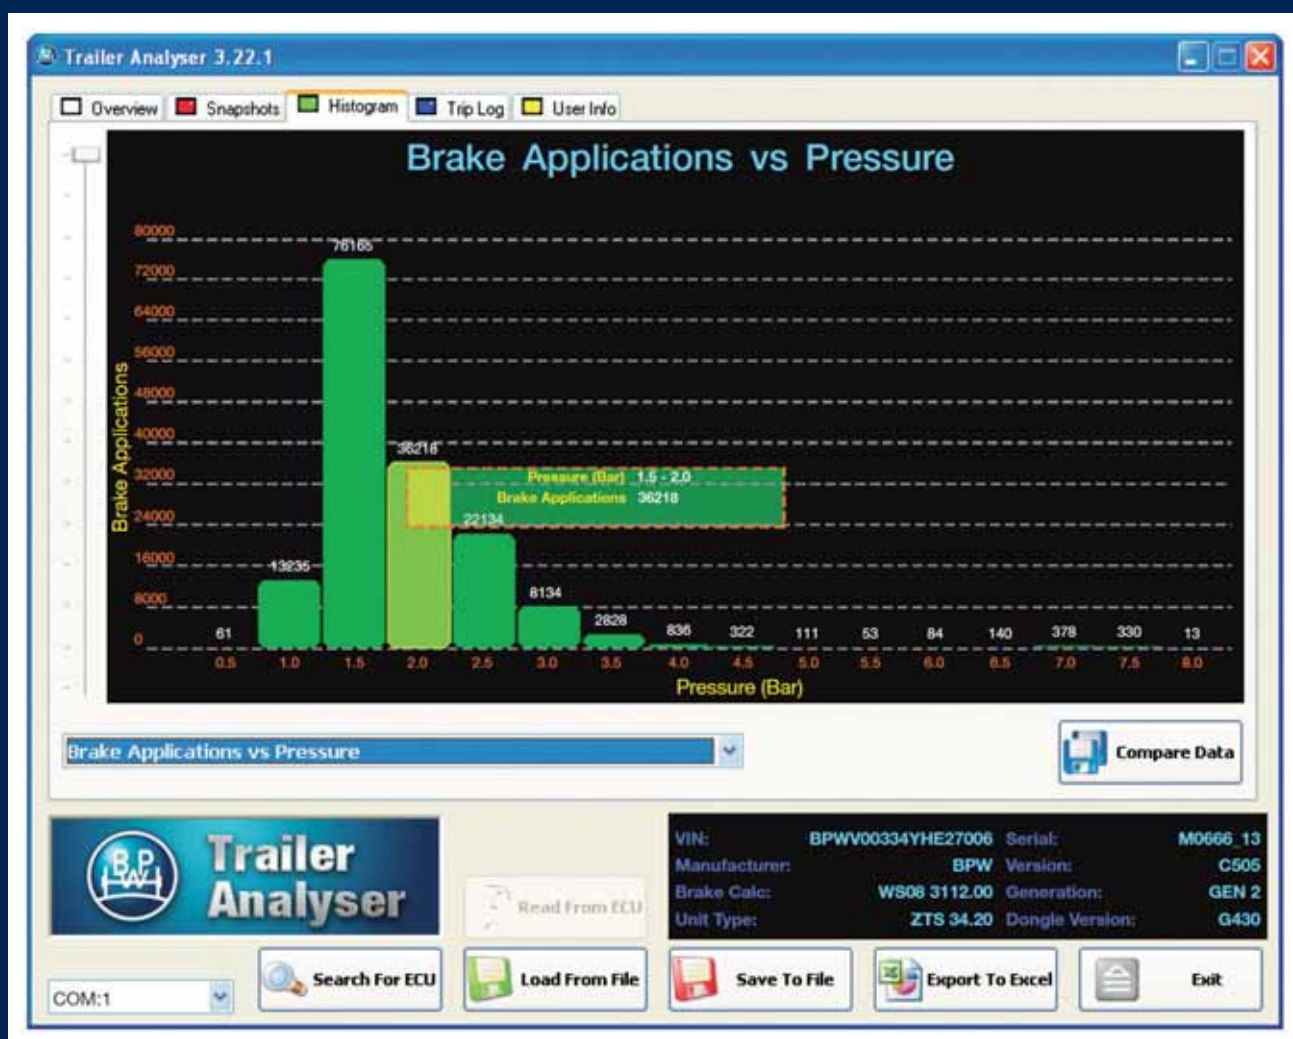 Trailer Analyser 3.22.1
Overview Snapshots Histogram Trip Log User Info
Brake Applications vs Pressure
80000
76165
72000
64000
56000
48000
40000
36218
32000
Pressure (Bar) 1.5 - 2.0
Brake Applications 36218
24000
22134
16000
13235
8134
8000
2828
0
61
836 322 111 53 84 140 378 330 13
0.5 1.0 1.5 2.0 2.5 3.0 3.5 4.0 4.5 5.0 5.5 6.0 6.5 7.0 7.5 8.0
Brake Applications
Pressure (Bar)
Brake Applications vs Pressure
Compare Data
BPW
Trailer
Analyser
Read From ECU
VIN: BPWV00334YHE27006 Serial: M0666_13
Manufacturer: BPW Version: C505
Brake Calc: WS08 3112.00 Generation: GEN 2
Unit Type: ZTS 34.20 Dongle Version: G430
COM:1
Search For ECU
Load From File
Save To File
Export To Excel
Exit